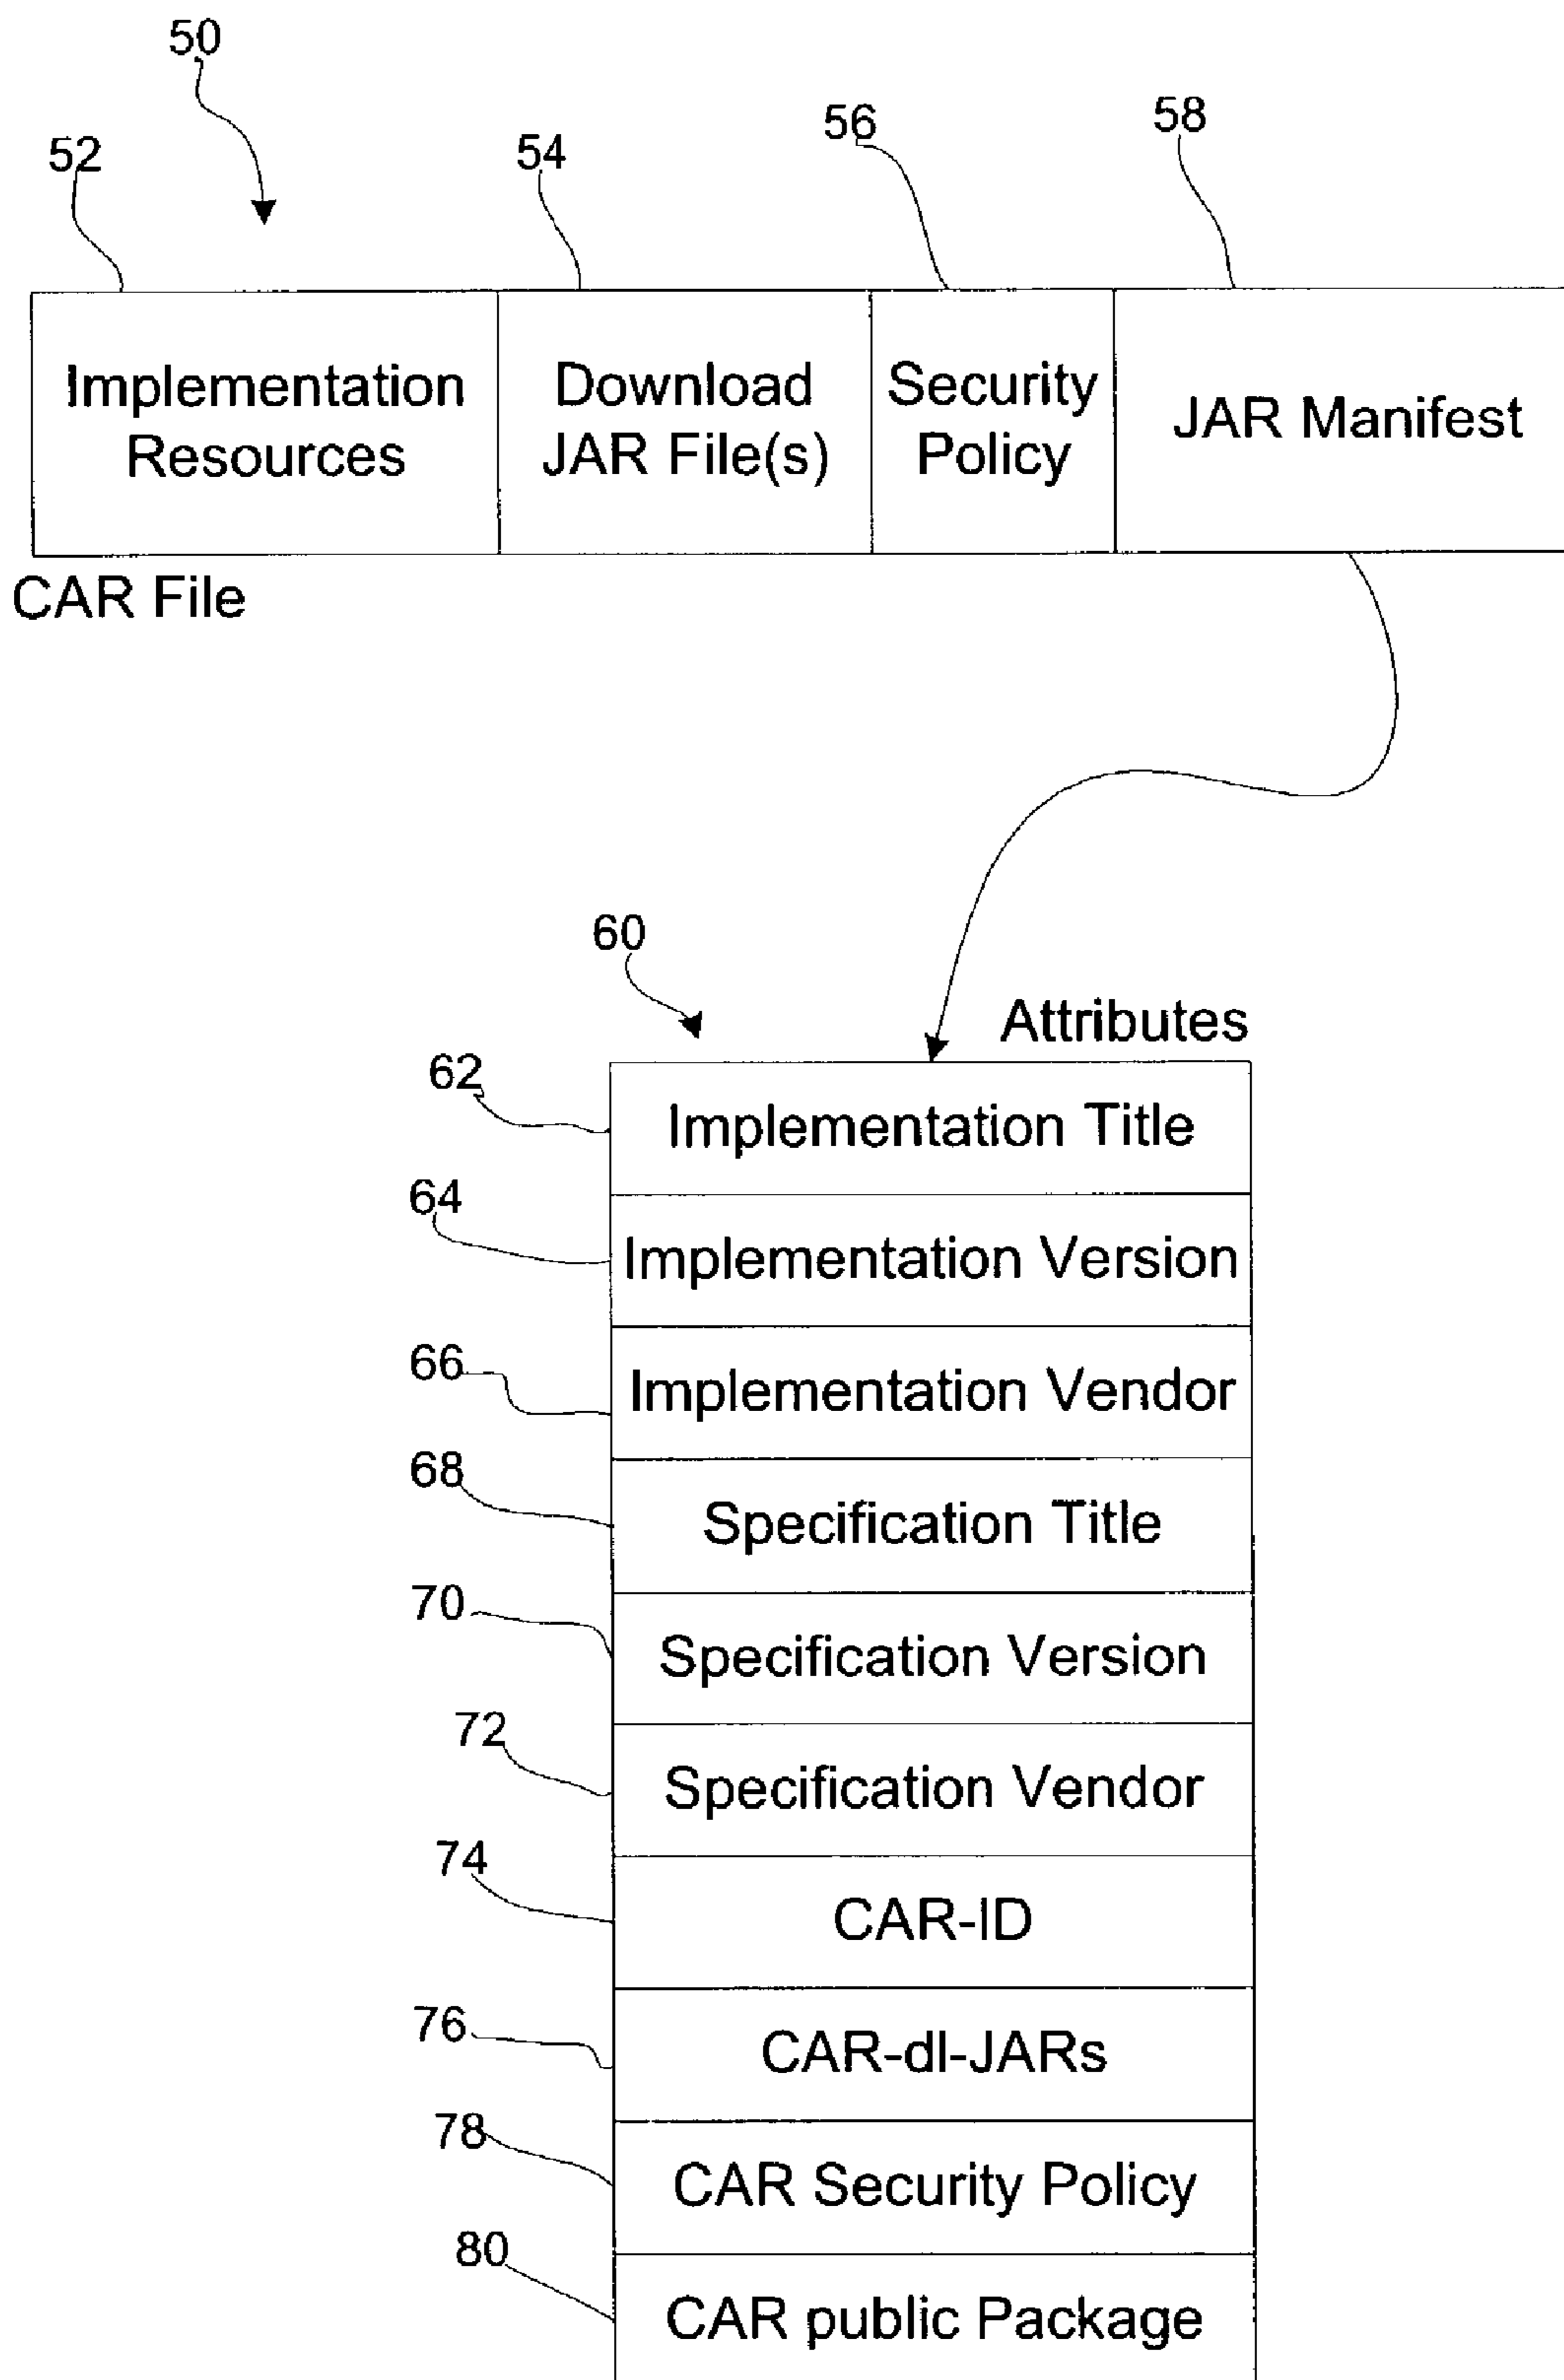 50
52
54
56
58
Implementation
Resources
Download
JAR File(s)
Security
Policy
JAR Manifest
CAR File
60
Attributes
62
Implementation Title
64
Implementation Version
66
Implementation Vendor
68
Specification Title
70
Specification Version
72
Specification Vendor
74
CAR-ID
76
CAR-dl-JARs
78
CAR Security Policy
80
CAR public Package